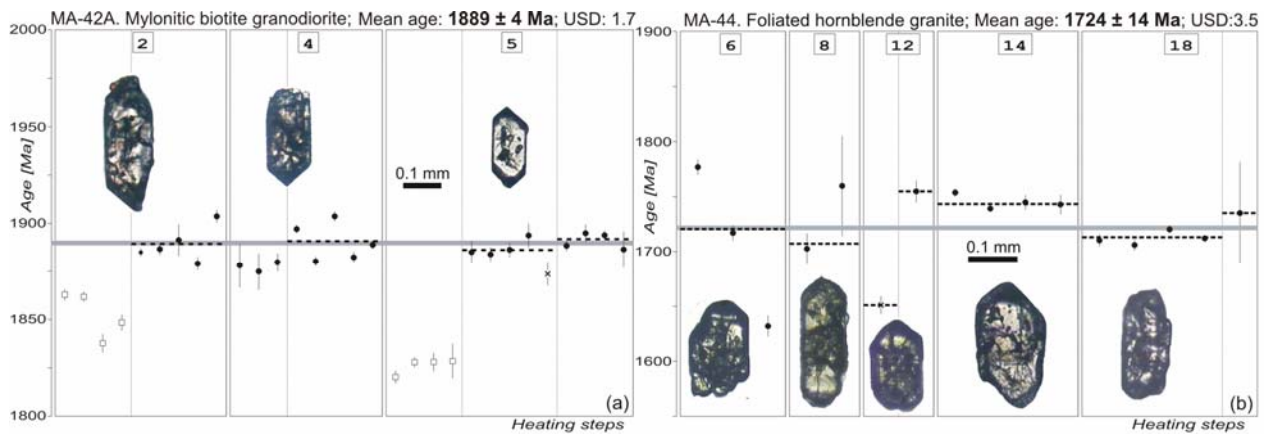 MA-42A. Mylonitic biotite granodiorite; Mean age: 1889 ± 4 Ma; USD: 1.7
2000
1950
1900
1850
1800
Age [Ma]
2
4
5
0.1 mm
(a)
Heating steps
MA-44. Foliated hornblende granite; Mean age: 1724 ± 14 Ma; USD:3.5
1900
1800
1700
1600
Age [Ma]
6
8
12
14
18
0.1 mm
(b)
Heating steps